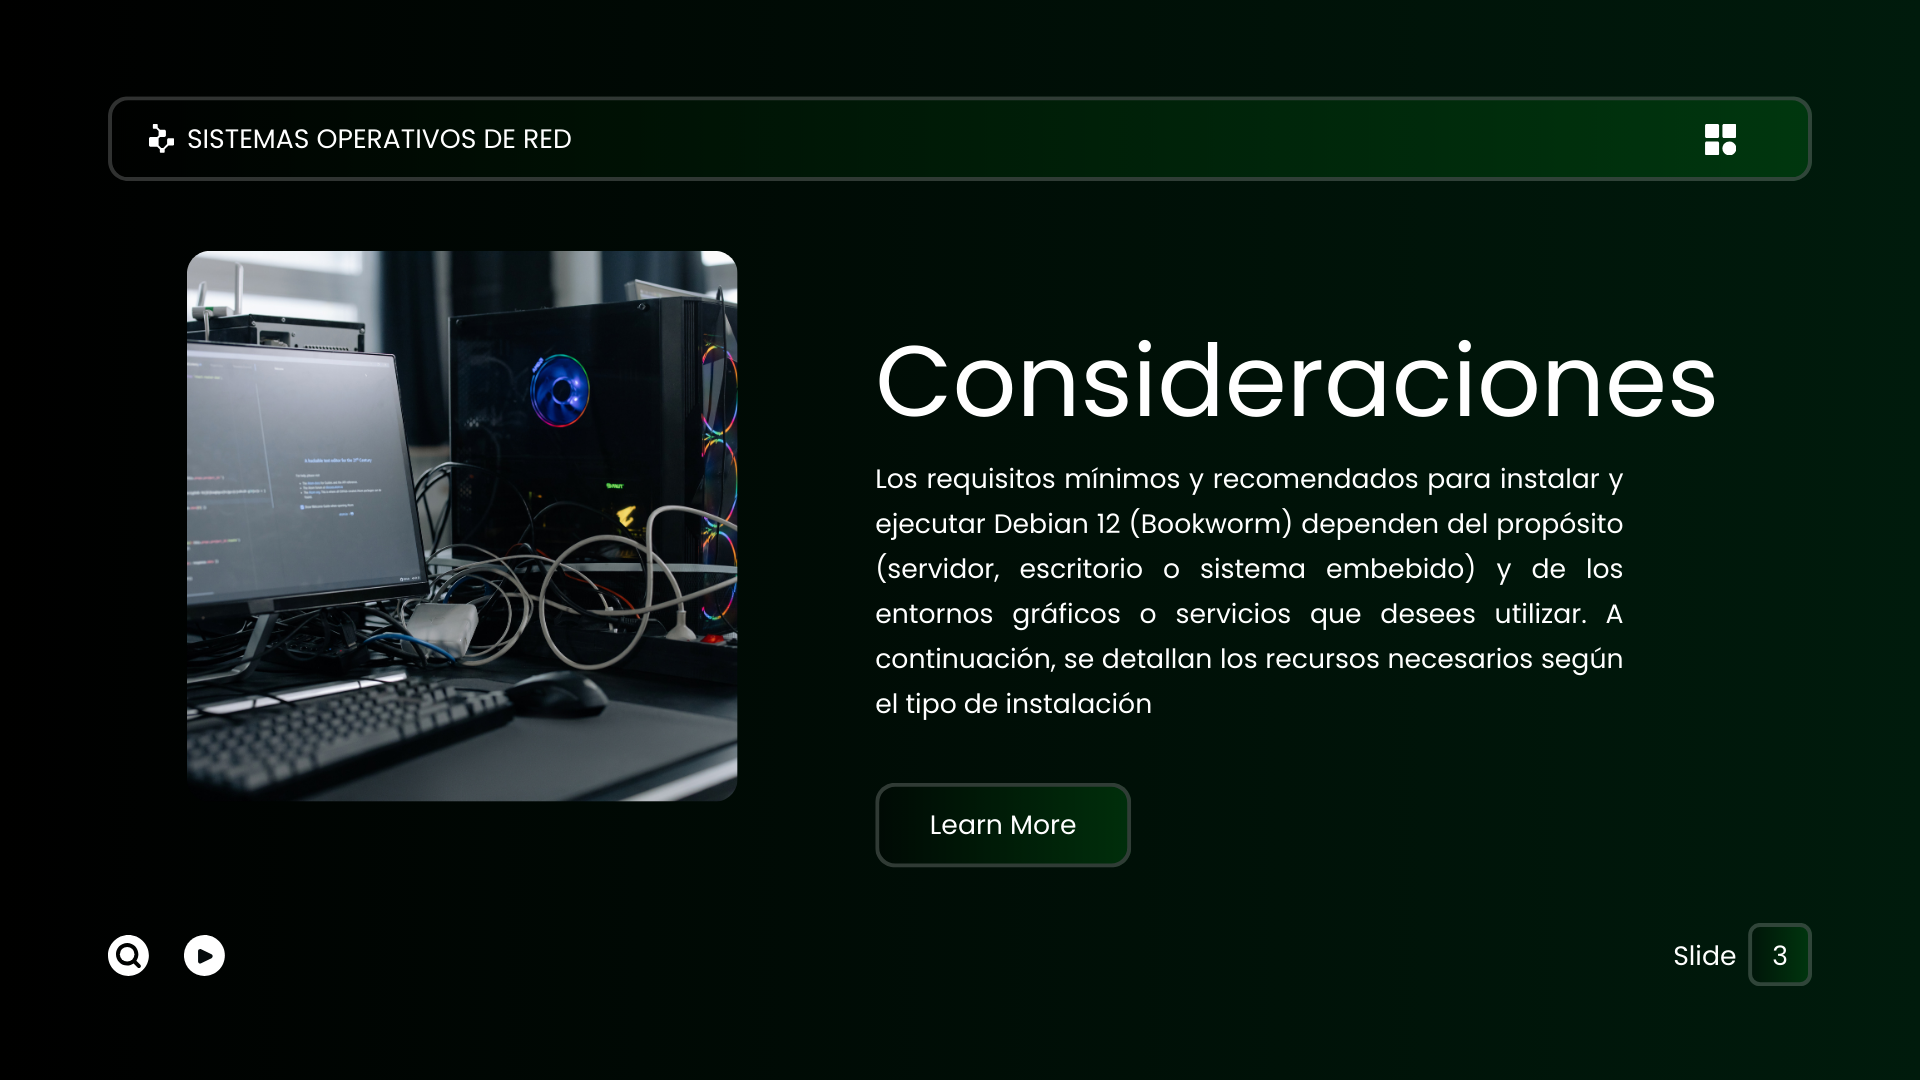 SISTEMAS OPERATIVOS DE RED
Consideraciones
Los requisitos mínimos y recomendados para instalar y
ejecutar Debian 12 (Bookworm) dependen del propósito
(servidor, escritorio o sistema embebido) y de los
entornos gráficos o servicios que desees utilizar. A
continuación, se detallan los recursos necesarios según
el tipo de instalación
Learn More
Slide 3